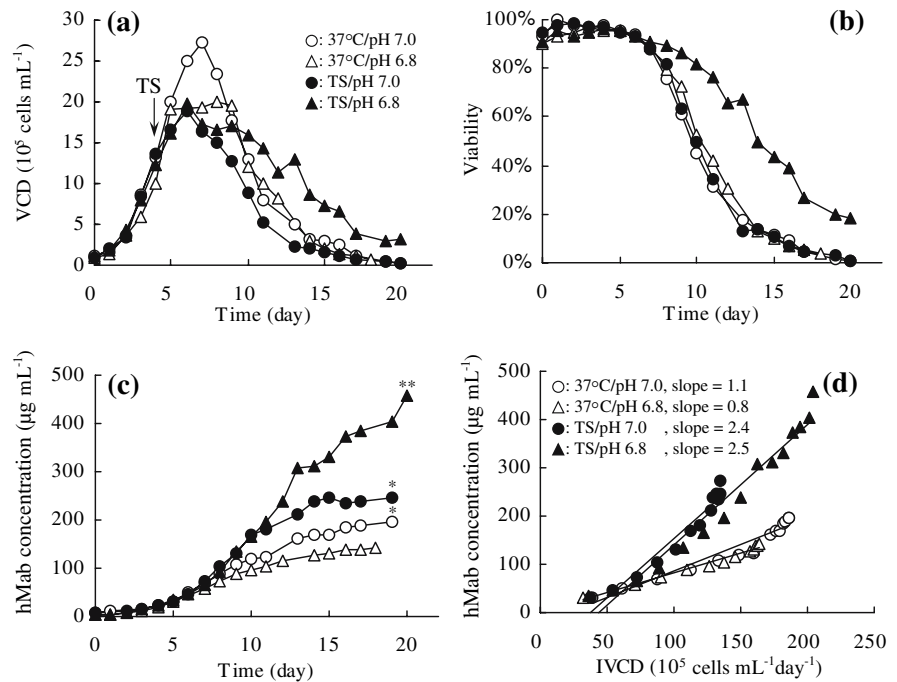 (a)
VCD (10⁵ cells mL⁻¹)
30
25
20
15
10
5
0
TS
○: 37°C/pH 7.0
△: 37°C/pH 6.8
●: TS/pH 7.0
▲: TS/pH 6.8
0 5 10 15 20
Time (day)
(b)
Viability
100%
80%
60%
40%
20%
0%
0 5 10 15 20
Time (day)
(c)
hMab concentration (μg mL⁻¹)
500
400
300
200
100
0
**
*
*
0 5 10 15 20
Time (day)
(d)
hMab concentration (μg mL⁻¹)
500
400
300
200
100
0
○: 37°C/pH 7.0, slope = 1.1
△: 37°C/pH 6.8, slope = 0.8
●: TS/pH 7.0 , slope = 2.4
▲: TS/pH 6.8 , slope = 2.5
0 50 100 150 200 250
IVCD (10⁵ cells mL⁻¹day⁻¹)